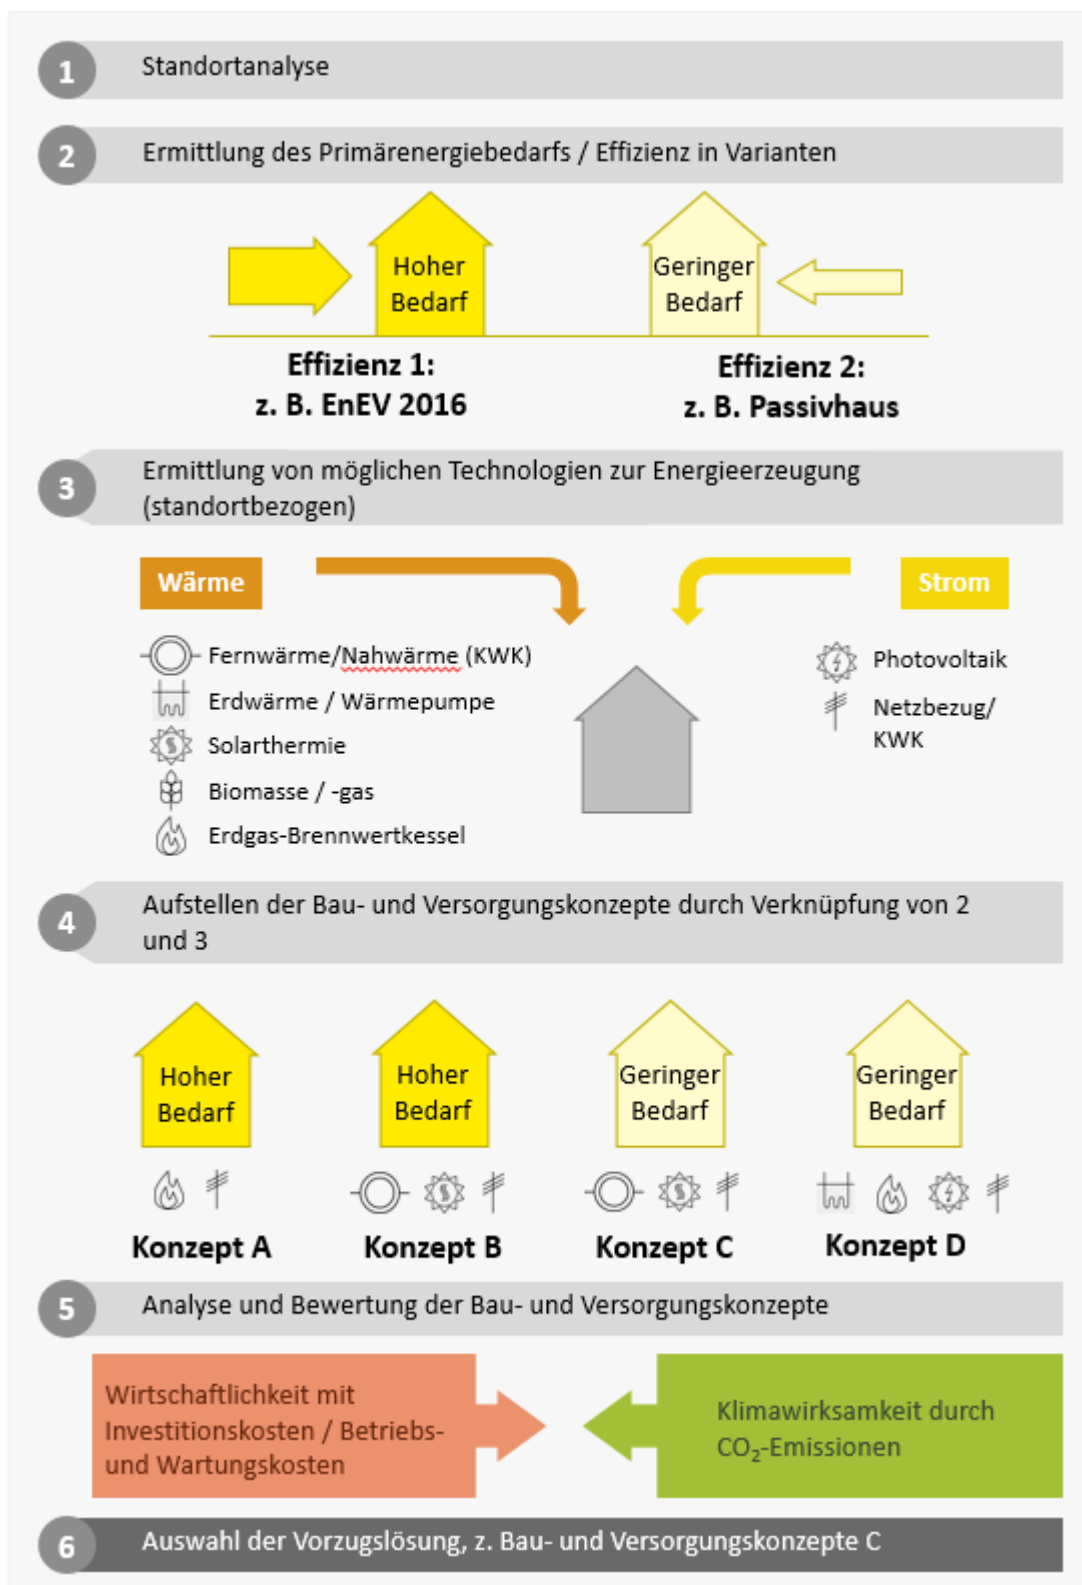 1
Standortanalyse
2
Ermittlung des Primärenergiebedarfs / Effizienz in Varianten
Hoher
Bedarf
Geringer
Bedarf
Effizienz 1:
z. B. EnEV 2016
Effizienz 2:
z. B. Passivhaus
3
Ermittlung von möglichen Technologien zur Energieerzeugung
(standortbezogen)
Wärme
Strom
Fernwärme/Nahwärme (KWK)
Erdwärme / Wärmepumpe
Solarthermie
Biomasse / -gas
Erdgas-Brennwertkessel
Photovoltaik
Netzbezug/
KWK
4
Aufstellen der Bau- und Versorgungskonzepte durch Verknüpfung von 2
und 3
Hoher
Bedarf
Hoher
Bedarf
Geringer
Bedarf
Geringer
Bedarf
Konzept A
Konzept B
Konzept C
Konzept D
5
Analyse und Bewertung der Bau- und Versorgungskonzepte
Wirtschaftlichkeit mit
Investitionskosten / Betriebs-
und Wartungskosten
Klimawirksamkeit durch
CO₂-Emissionen
6
Auswahl der Vorzugslösung, z. Bau- und Versorgungskonzepte C